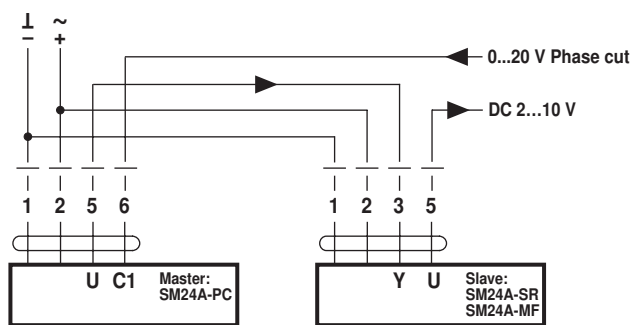 ⊥ ~
– +
0...20 V Phase cut
DC 2...10 V
1 2 5 6 1 2 3 5
U C1 Master:
SM24A-PC
Y U Slave:
SM24A-SR
SM24A-MF